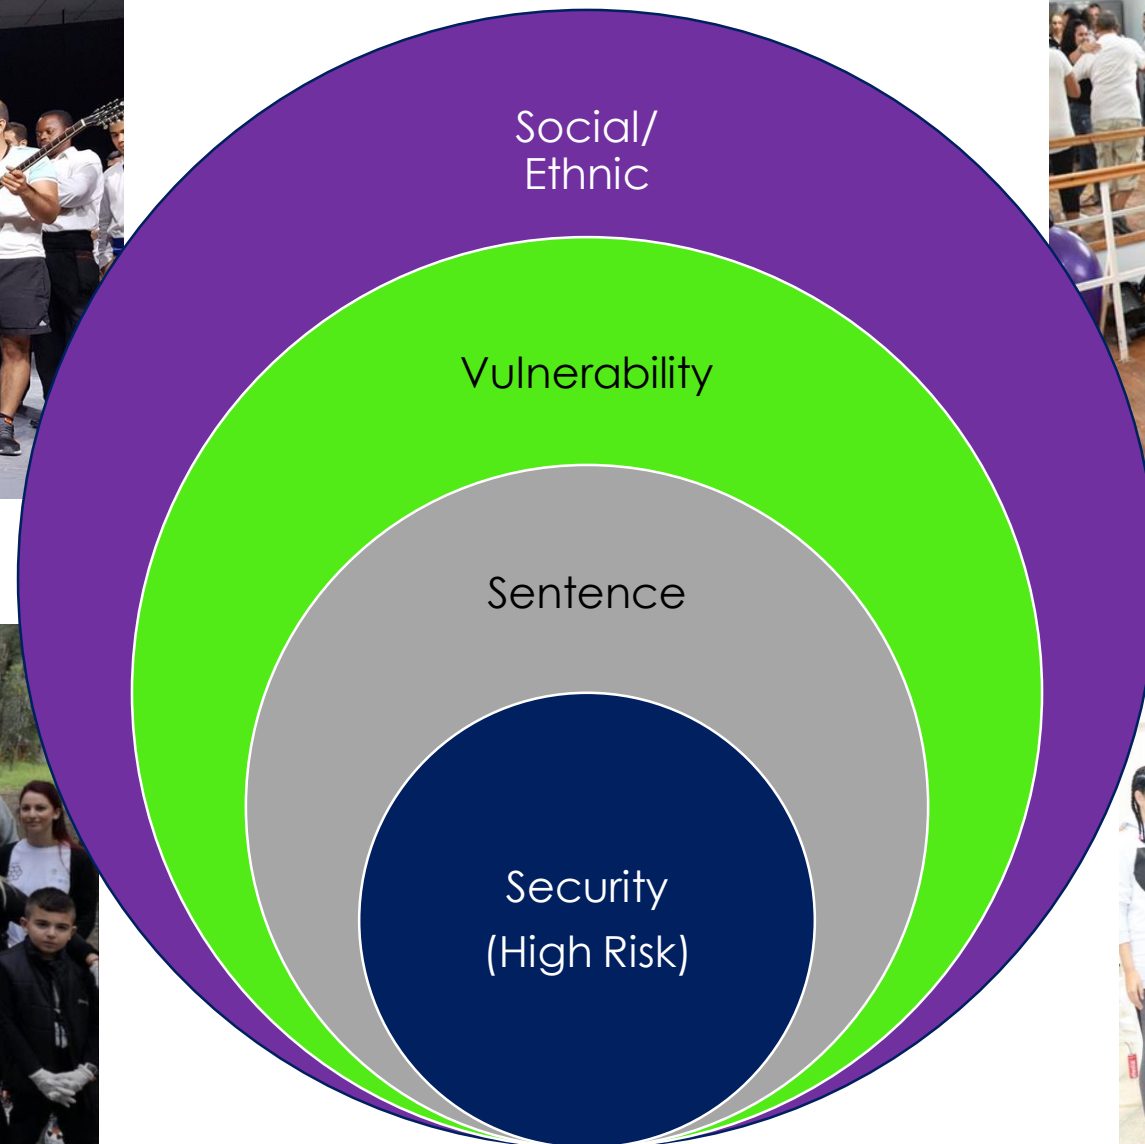 Social/
Ethnic
Vulnerability
Sentence
Security
(High Risk)